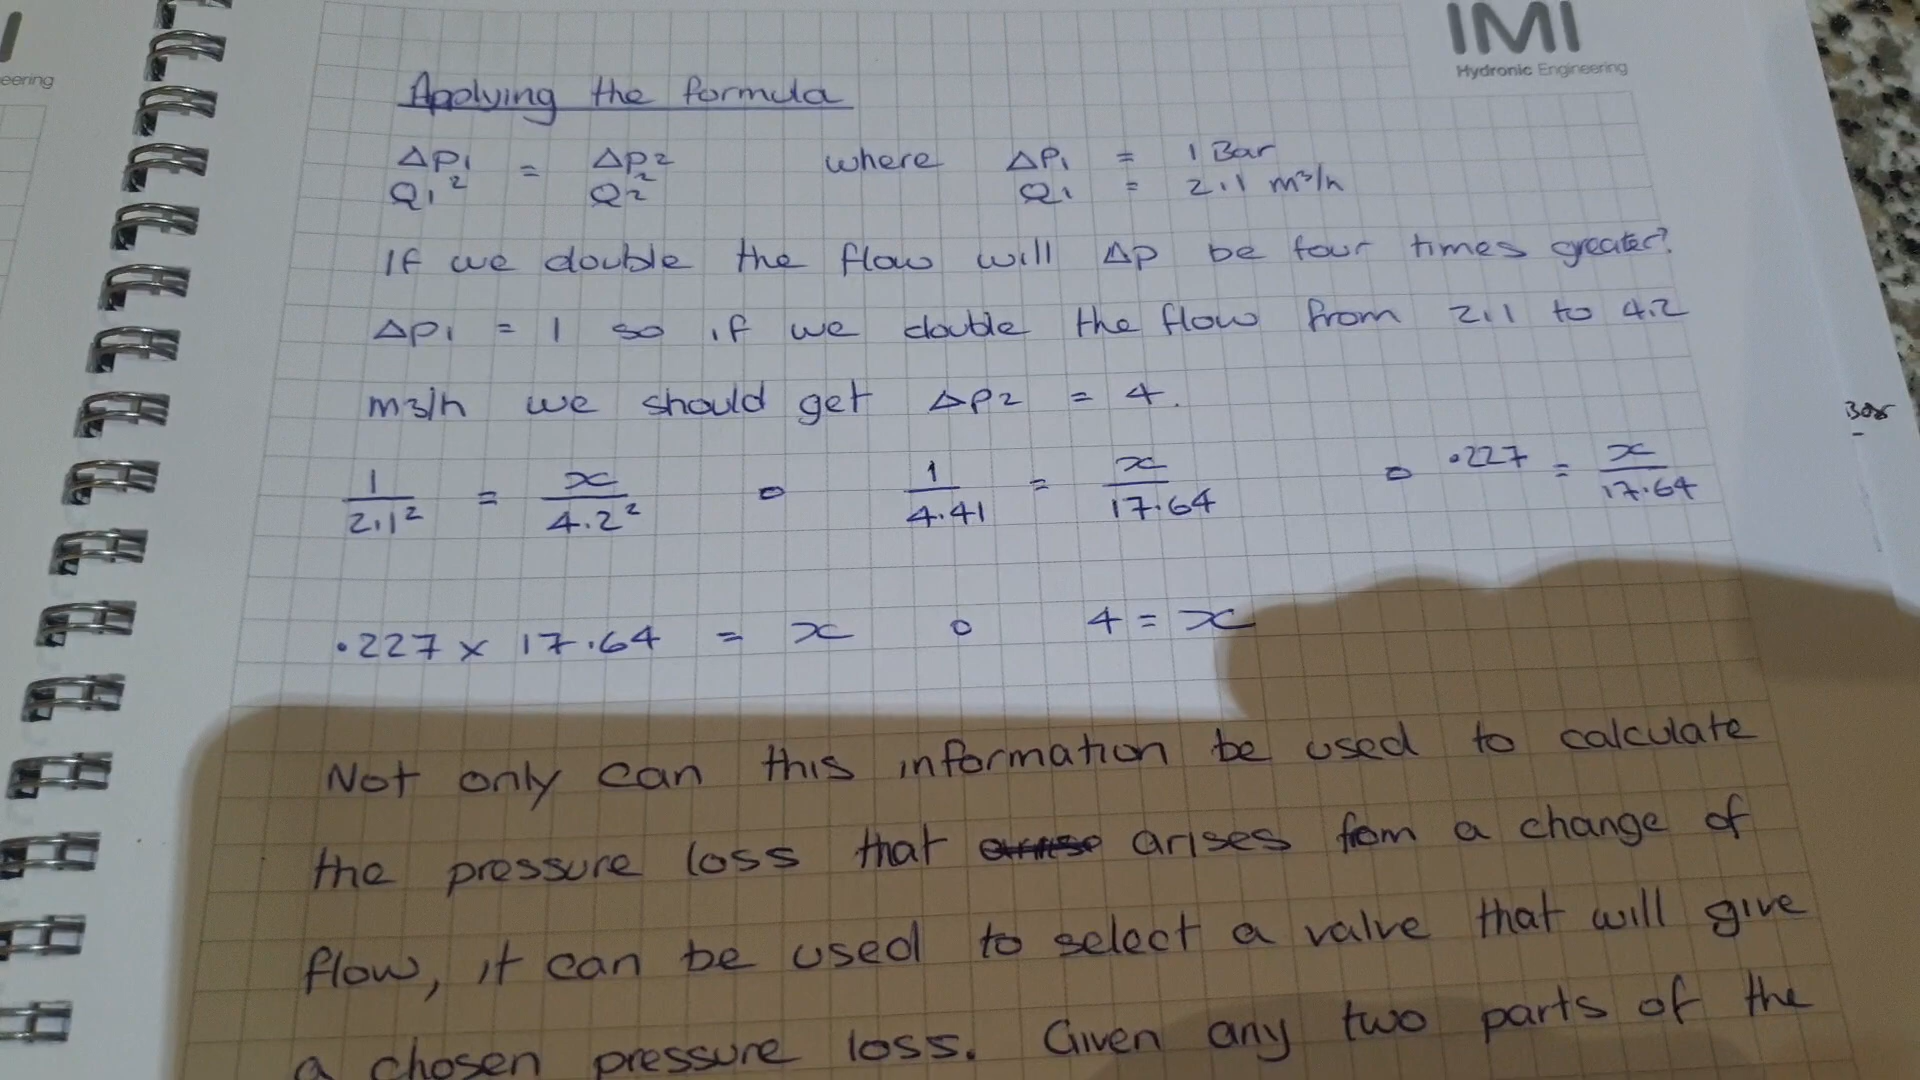 IMI
Hydronic Engineering
eering
Applying the formula
ΔP1 = ΔP2 where ΔP1 = 1 Bar
Q1² Q2² Q1 = 2.1 m³/h
If we double the flow will ΔP be four times greater?
ΔP1 = 1 so if we double the flow from 2.1 to 4.2
m3/h we should get ΔP2 = 4.
1/2.1² = x/4.2² o 1/4.41 = x/17.64 o .227 = x/17.64
.227 x 17.64 = x o 4 = x
Not only can this information be used to calculate
the pressure loss that arises from a change of
flow, it can be used to select a valve that will give
a chosen pressure loss. Given any two parts of the